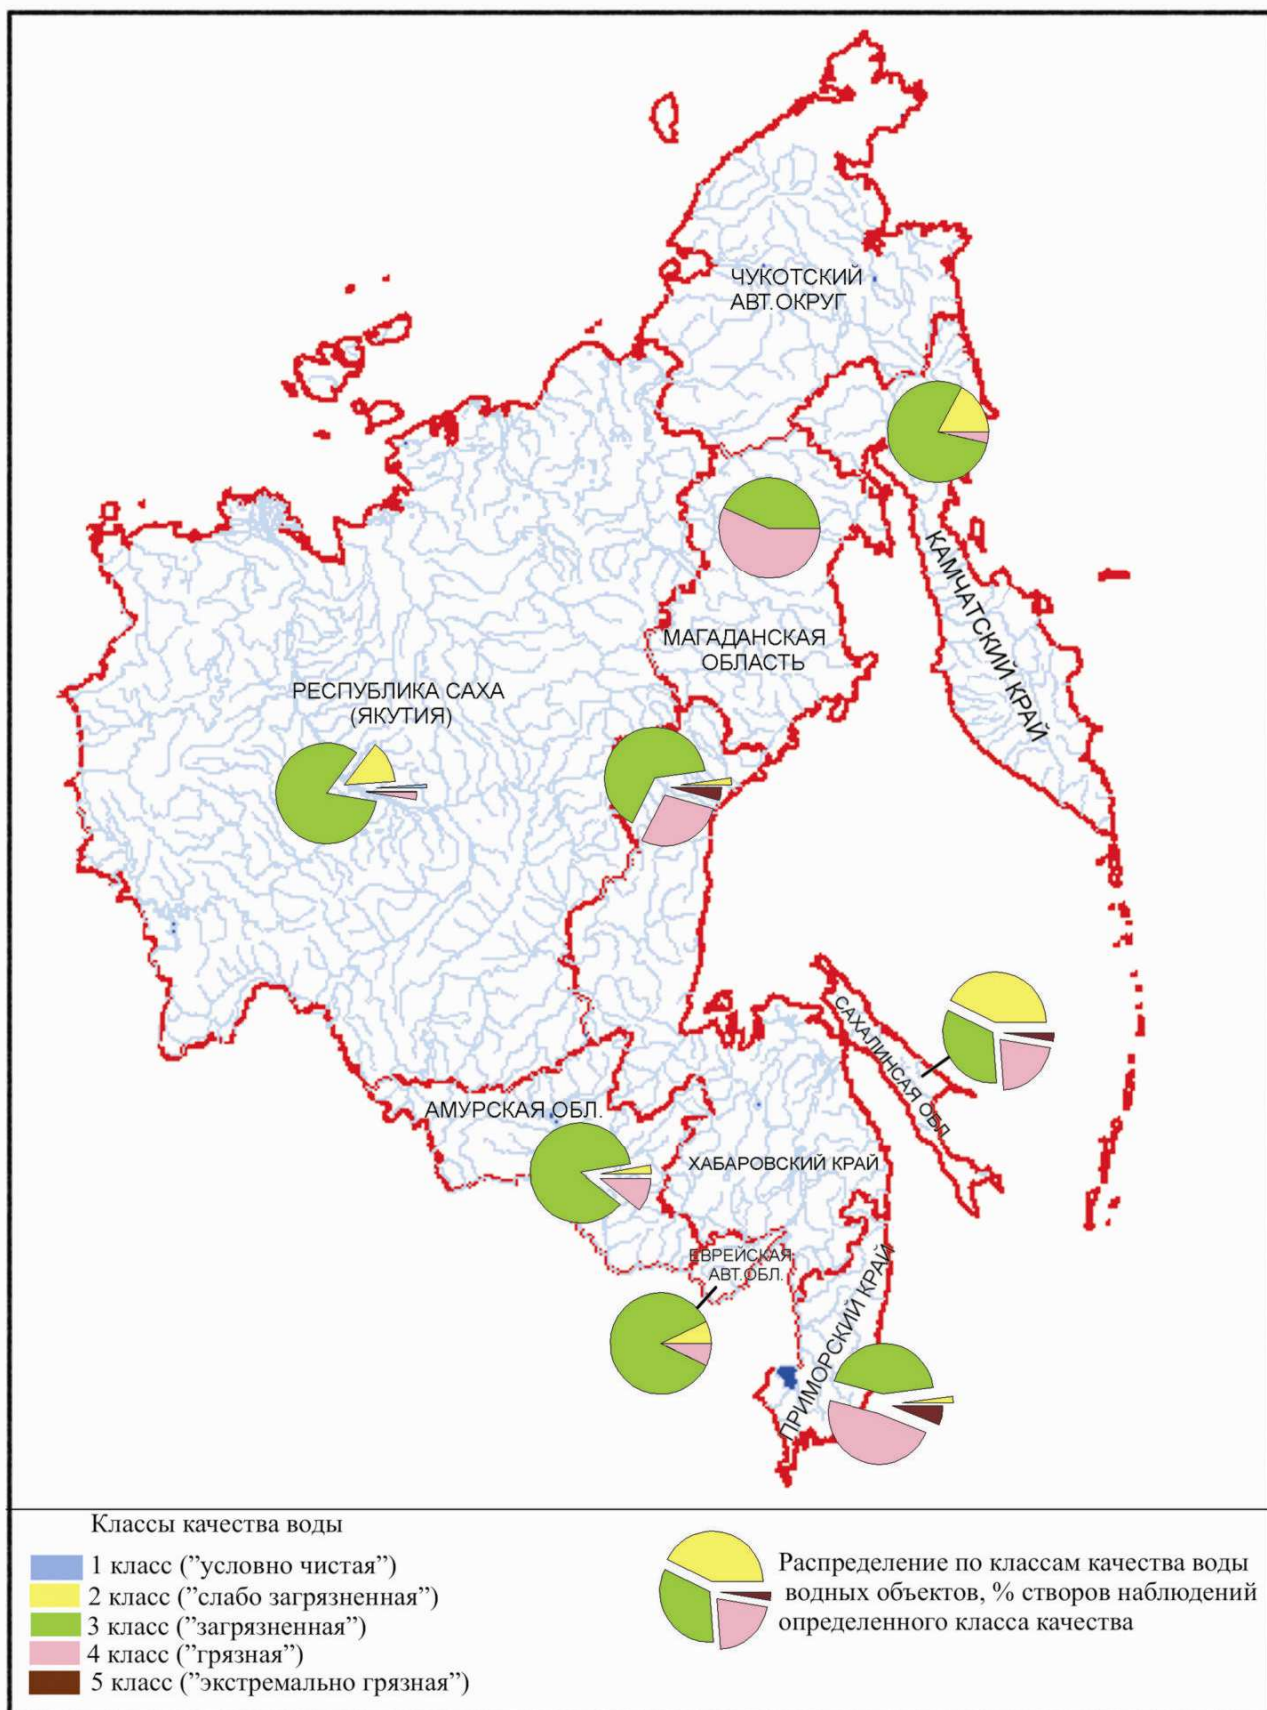 ЧУКОТСКИЙ
АВТ.ОКРУГ
КАМЧАТСКИЙ КРАЙ
МАГАДАНСКАЯ
ОБЛАСТЬ
РЕСПУБЛИКА САХА
(ЯКУТИЯ)
САХАЛИНСАЯ ОБЛ
АМУРСКАЯ ОБЛ.
ХАБАРОВСКИЙ КРАЙ
ЕВРЕЙСКАЯ
АВТ.ОБЛ.
ПРИМОРСКИЙ КРАЙ
Классы качества воды
1 класс ("условно чистая")
2 класс ("слабо загрязненная")
3 класс ("загрязненная")
4 класс ("грязная")
5 класс ("экстремально грязная")
Распределение по классам качества воды
водных объектов, % створов наблюдений
определенного класса качества